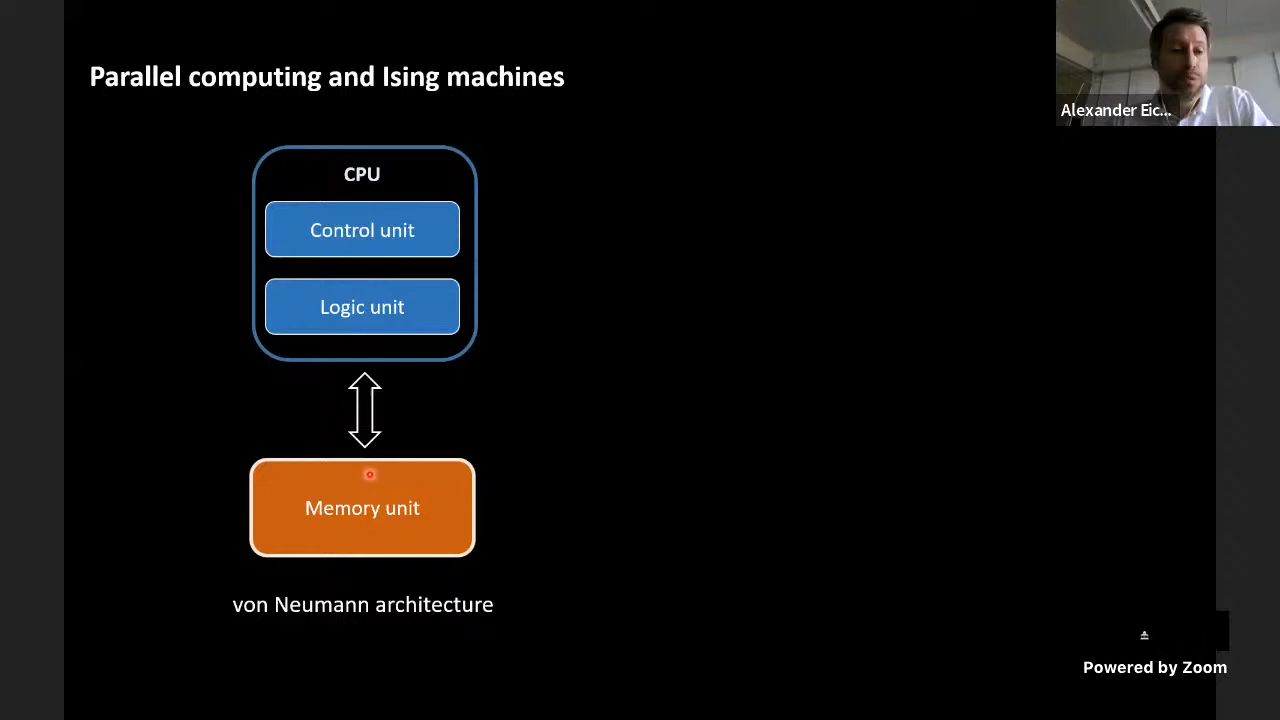 Parallel computing and Ising machines
Alexander Eic...
CPU
Control unit
Logic unit
Memory unit
von Neumann architecture
Powered by Zoom